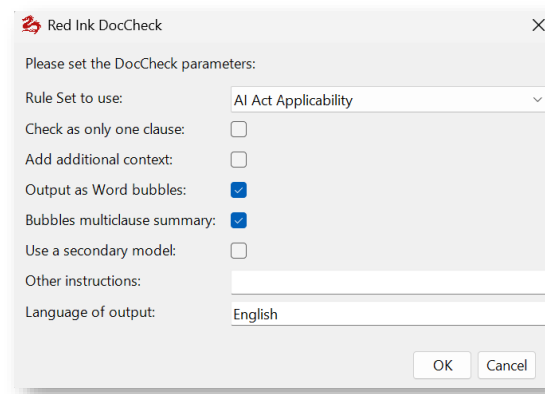 Red Ink DocCheck
Please set the DocCheck parameters:
Rule Set to use: AI Act Applicability
Check as only one clause:
Add additional context:
Output as Word bubbles:
Bubbles multiclause summary:
Use a secondary model:
Other instructions:
Language of output: English
OK Cancel